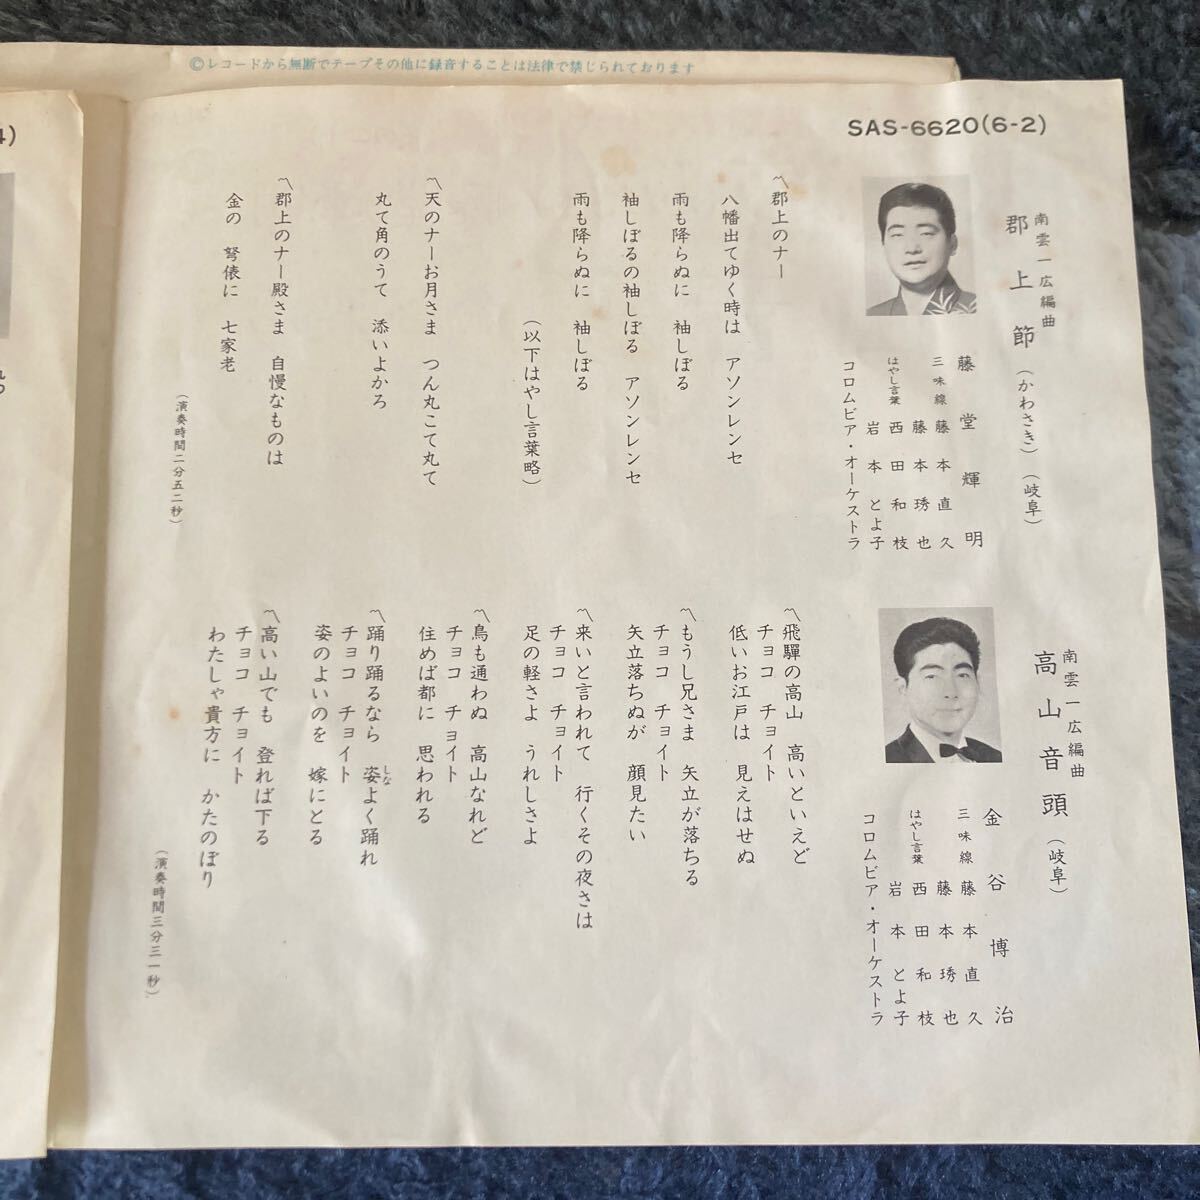 ©レコードから無断でテープその他に録音することは法律で禁じられております
4)
SAS-6620(6-2)
南雲一広編曲
郡上節(かわさき)(岐阜)
藤堂輝明
三味線 藤本直久
藤本琇也
はやし言葉 西田和枝
岩本とよ子
コロムビア・オーケストラ
〽郡上のナー
八幡出てゆく時は アソンレンセ
雨も降らぬに 袖しぼる
袖しぼるの袖しぼる アソンレンセ
雨も降らぬに 袖しぼる
(以下はやし言葉略)
〽天のナーお月さま つん丸こて丸て
丸て角のうて 添いよかろ
〽郡上のナー殿さま 自慢なものは
金の 弩俵に 七家老
(演奏時間二分五二秒)
南雲一広編曲
高山音頭(岐阜)
金谷博治
三味線 藤本直久
藤本琇也
はやし言葉 西田和枝
岩本とよ子
コロムビア・オーケストラ
〽飛騨の高山 高いといえど
チョコ チョイト
低いお江戸は 見えはせぬ
〽もうし兄さま 矢立が落ちる
チョコ チョイト
矢立落ちぬが 顔見たい
〽来いと言われて 行くその夜さは
チョコ チョイト
足の軽さよ うれしさよ
〽鳥も通わぬ 高山なれど
チョコ チョイト
住めば都に 思われる
〽踊り踊るなら 姿よく踊れ
しな
チョコ チョイト
姿のよいのを 嫁にとる
〽高い山でも 登れば下る
チョコ チョイト
わたしゃ貴方に かたのぼり
(演奏時間三分三一秒)